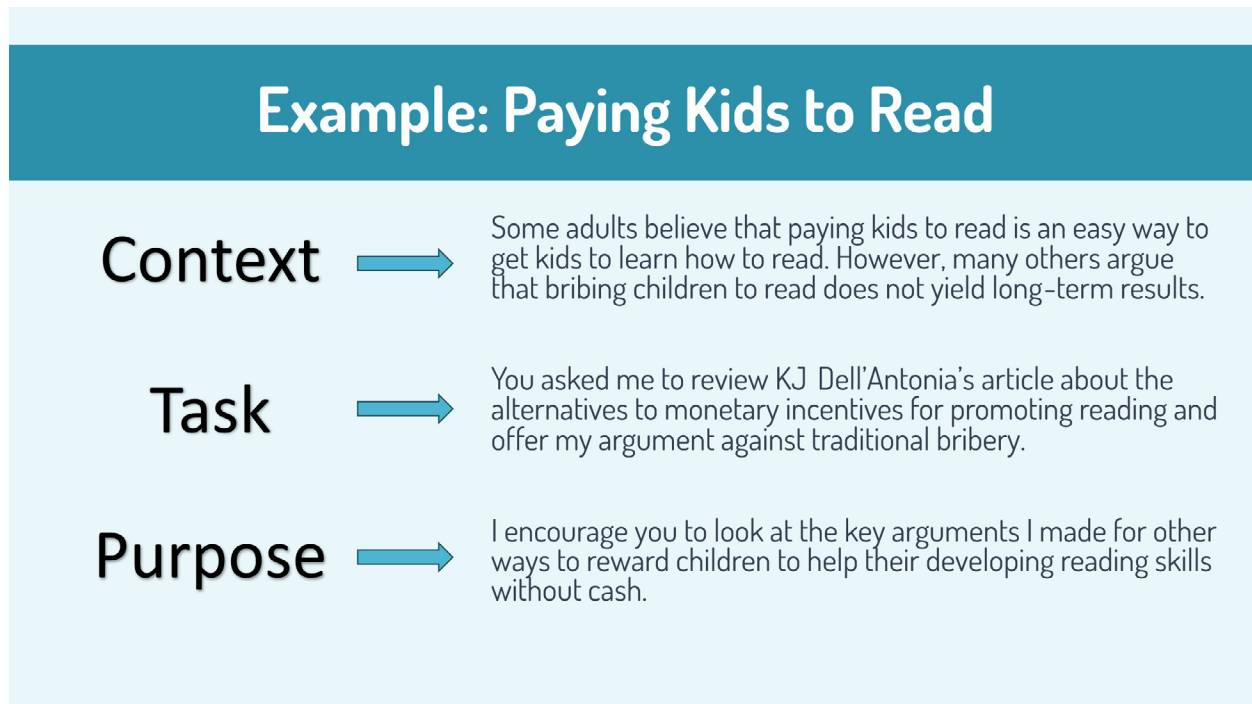 Example: Paying Kids to Read
Context
Some adults believe that paying kids to read is an easy way to
get kids to learn how to read. However, many others argue
that bribing children to read does not yield long-term results.
Task
You asked me to review KJ Dell'Antonia's article about the
alternatives to monetary incentives for promoting reading and
offer my argument against traditional bribery.
Purpose
I encourage you to look at the key arguments I made for other
ways to reward children to help their developing reading skills
without cash.